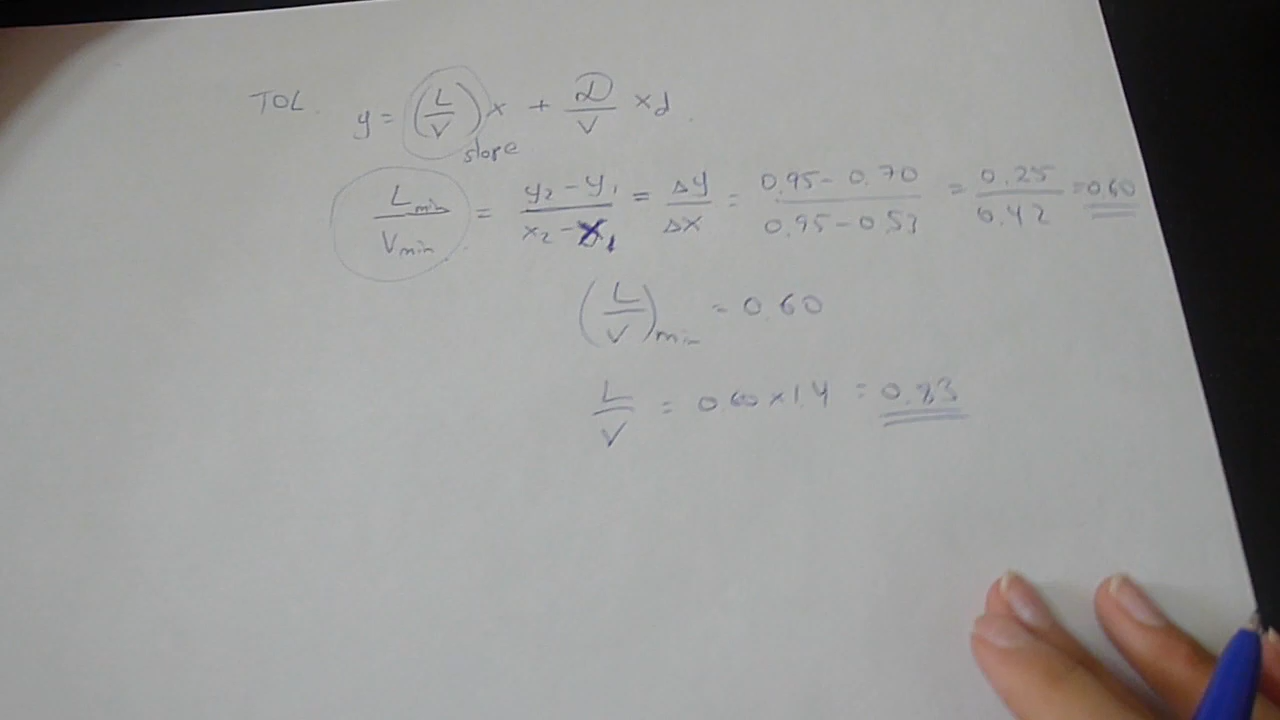 TOL. y = (L/V) x + D/V xd.
slope
Lmin/Vmin = y2 - y1/x2 - x1 = Δy/Δx = 0.95 - 0.70/0.95 - 0.53 = 0.25/0.42 = 0.60
(L/V)min = 0.60
L/V = 0.60 x 1.4 = 0.83